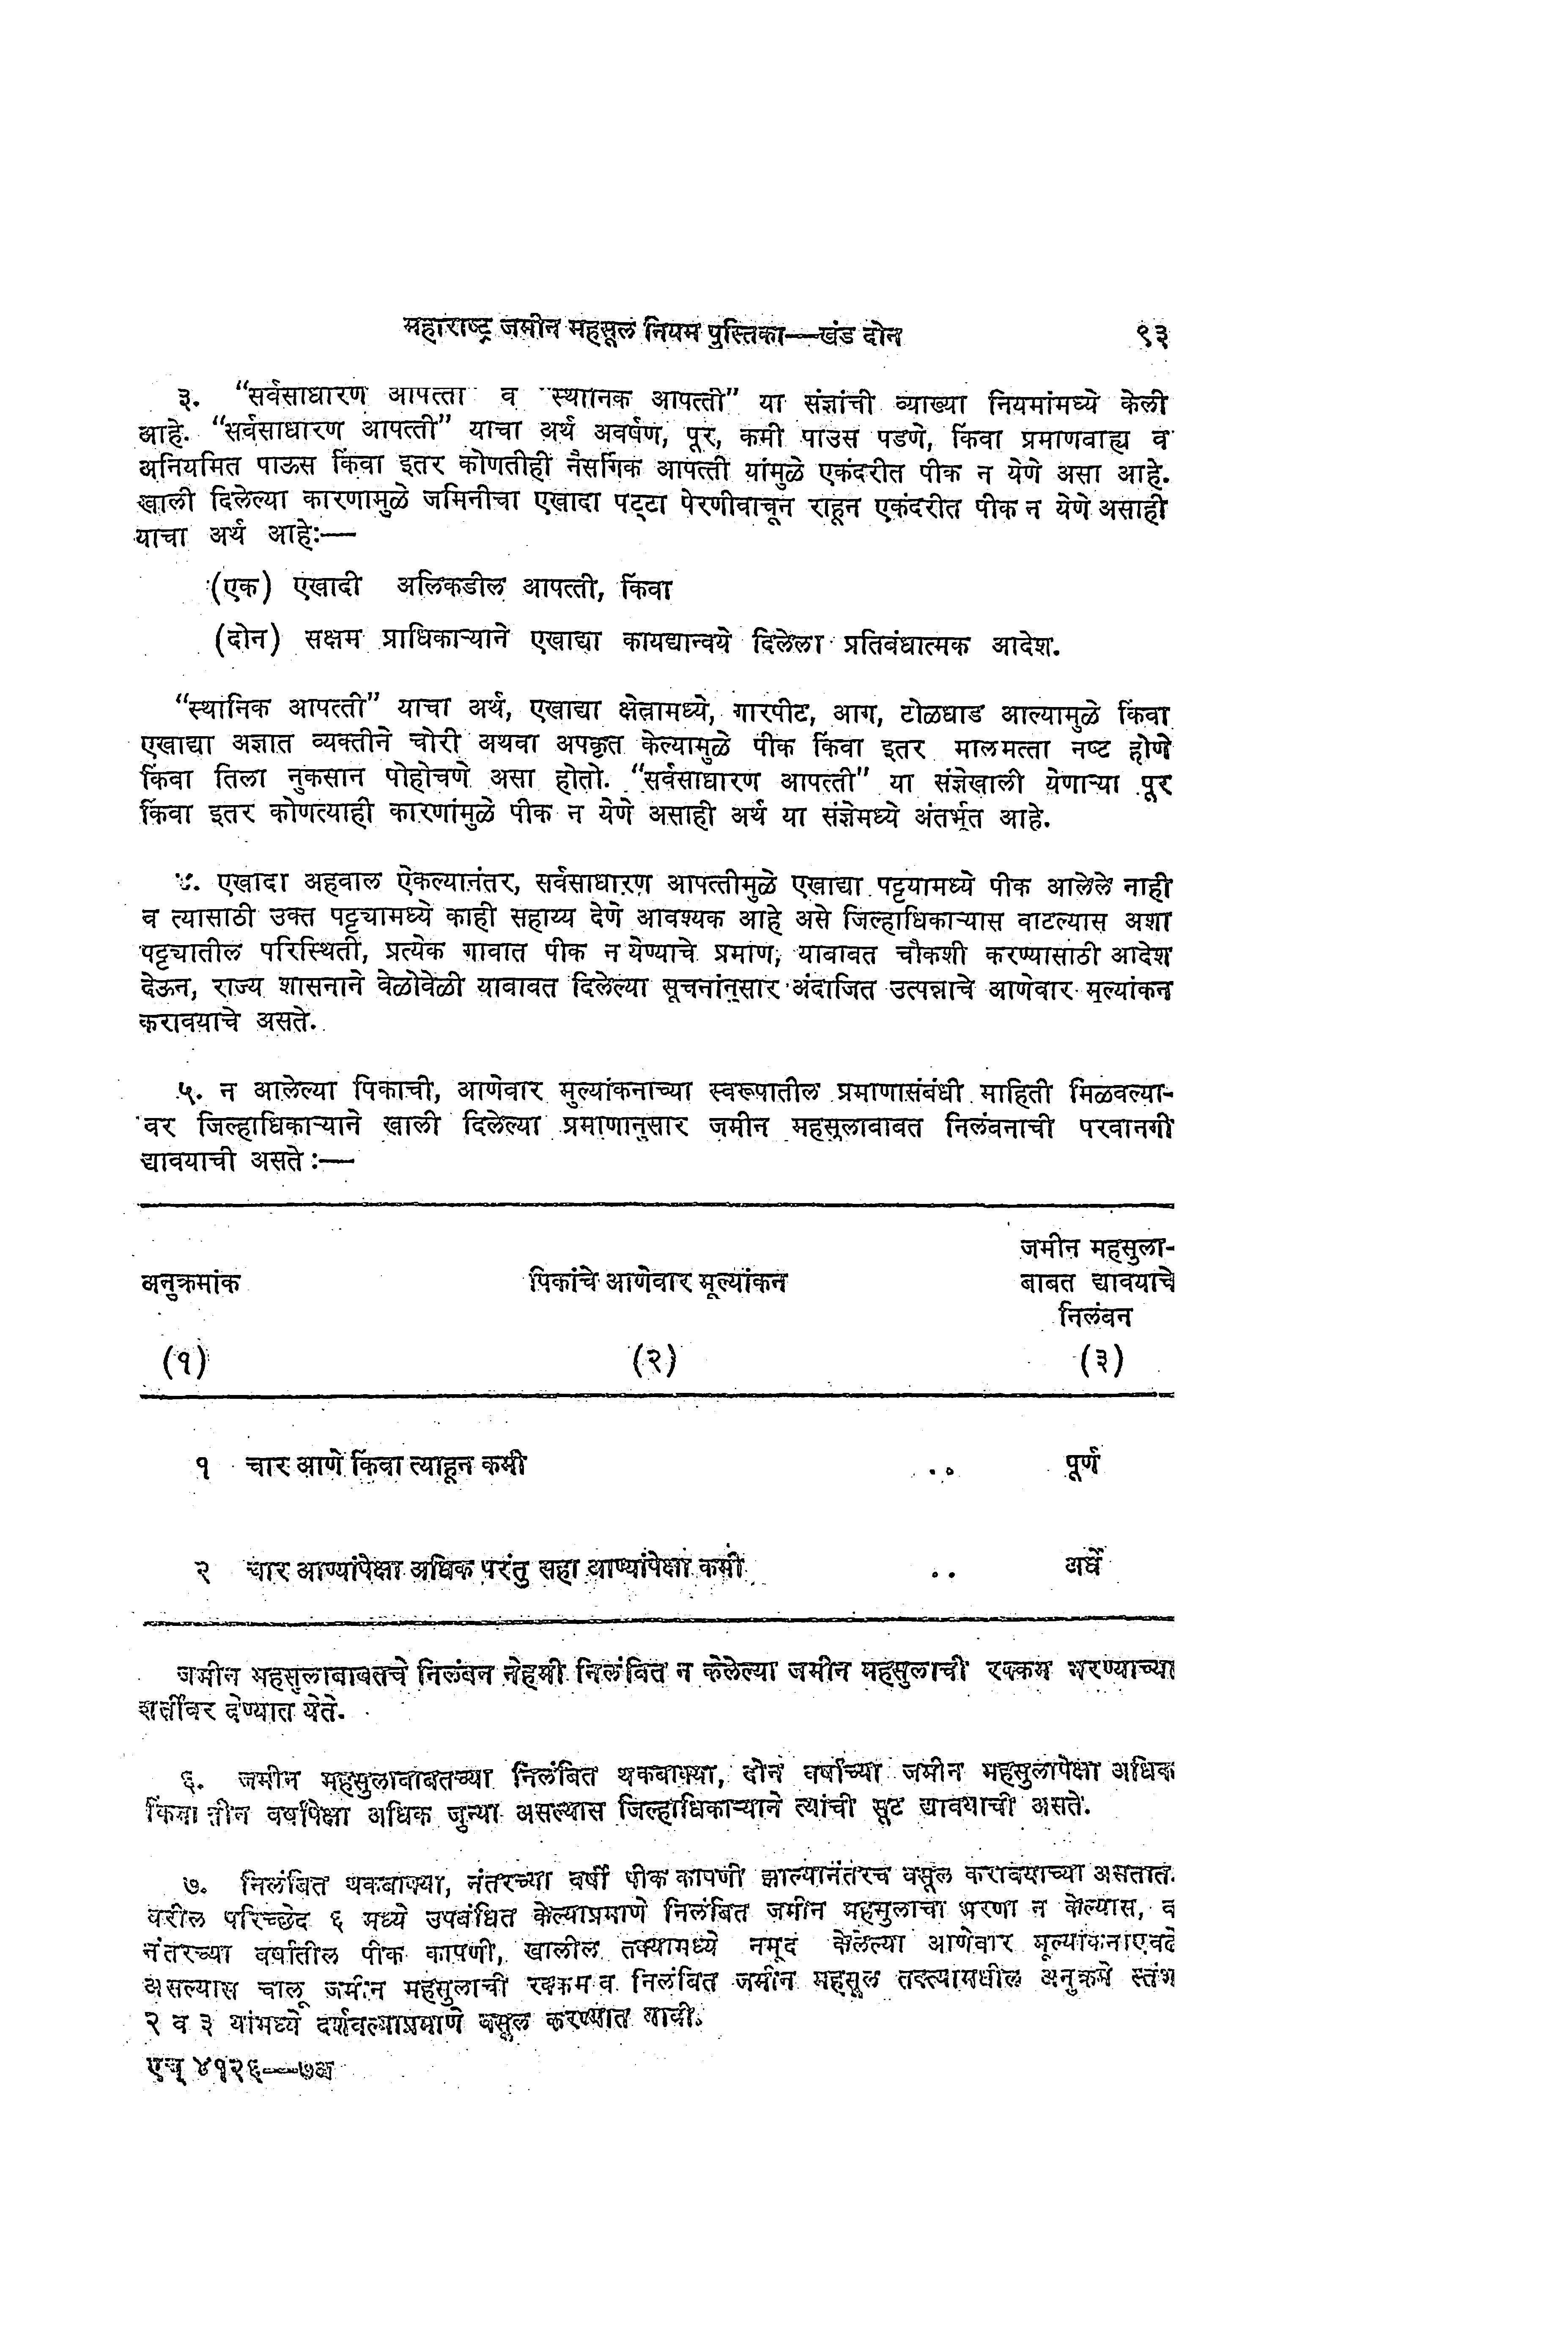 महाराष्ट्र जमीन महसूल नियम पुस्तिका—खंड दोन ९३
३. “सर्वसाधारण आपत्ता व स्थानिक आपत्ती” या संज्ञांची व्याख्या नियमांमध्ये केली
आहे. “सर्वसाधारण आपत्ती” याचा अर्थ अवर्षण, पूर, कमी पाउस पडणे, किंवा प्रमाणबाह्य व
अनियमित पाऊस किंवा इतर कोणतीही नैसर्गिक आपत्ती यांमुळे एकंदरीत पीक न येणे असा आहे.
खाली दिलेल्या कारणामुळे जमिनीचा एखादा पट्टा पेरणीवाचून राहून एकंदरीत पीक न येणे असाही
याचा अर्थ आहे:—
(एक) एखादी अलिकडील आपत्ती, किंवा
(दोन) सक्षम प्राधिकाऱ्याने एखाद्या कायद्यान्वये दिलेला प्रतिबंधात्मक आदेश.
“स्थानिक आपत्ती” याचा अर्थ, एखाद्या क्षेत्रामध्ये, गारपीट, आग, टोळधाड आल्यामुळे किंवा
एखाद्या अज्ञात व्यक्तीने चोरी अथवा अपकृत केल्यामुळे पीक किंवा इतर मालमत्ता नष्ट होणे
किंवा तिला नुकसान पोहोचणे असा होतो. “सर्वसाधारण आपत्ती” या संज्ञेखाली येणाऱ्या पूर
किंवा इतर कोणत्याही कारणांमुळे पीक न येणे असाही अर्थ या संज्ञेमध्ये अंतर्भूत आहे.
४. एखादा अहवाल ऐकल्यानंतर, सर्वसाधारण आपत्तीमुळे एखाद्या पट्टयामध्ये पीक आलेले नाही
व त्यासाठी उक्त पट्ट्यामध्ये काही सहाय्य देणे आवश्यक आहे असे जिल्हाधिकाऱ्यास वाटल्यास अशा
पट्ट्यातील परिस्थिती, प्रत्येक गावात पीक न येण्याचे प्रमाण, याबाबत चौकशी करण्यासाठी आदेश
देऊन, राज्य शासनाने वेळोवेळी याबाबत दिलेल्या सूचनांनुसार अंदाजित उत्पन्नाचे आणेवार मूल्यांकन
करावयाचे असते.
५. न आलेल्या पिकाची, आणेवार मुल्यांकनाच्या स्वरूपातील प्रमाणासंबंधी माहिती मिळवल्या-
वर जिल्हाधिकाऱ्याने खाली दिलेल्या प्रमाणानुसार जमीन महसुलाबाबत निलंबनाची परवानगी
द्यावयाची असते :—
जमीन महसुला-
अनुक्रमांक पिकांचे आणेवार मूल्यांकन बाबत द्यावयाचे
निलंबन
(१) (२) (३)
१ चार आणे किंवा त्याहून कमी .. पूर्ण
२ चार आण्यांपेक्षा अधिक परंतु सहा आण्यांपेक्षा कमी .. अर्धे
जमीन महसुलाबाबतचे निलंबन नेहमी निलंबित न केलेल्या जमीन महसुलाची रक्कम भरण्याच्या
शर्तीवर देण्यात येते.
६. जमीन महसुलाबाबतच्या निलंबित थकबाक्या, दोन वर्षांच्या जमीन महसुलापेक्षा अधिक
किंवा तीन वर्षांपेक्षा अधिक जुन्या असल्यास जिल्हाधिकाऱ्याने त्यांची सूट द्यावयाची असते.
७. निलंबित थकबाक्या, नंतरच्या वर्षी पीक कापणी झाल्यानंतरच वसूल करावयाच्या असतात.
वरील परिच्छेद ६ मध्ये उपबंधित केल्याप्रमाणे निलंबित जमीन महसुलाचा भरणा न केल्यास, व
नंतरच्या वर्षातील पीक कापणी, खालील तक्त्यामध्ये नमूद केलेल्या आणेवार मूल्यांकनाएवढे
असल्यास चालू जमीन महसुलाची रक्कम व निलंबित जमीन महसूल तक्त्यामधील अनुक्रमे स्तंभ
२ व ३ यांमध्ये दर्शवल्याप्रमाणे वसूल करण्यात यावी.
एच् ४१२६—७अ